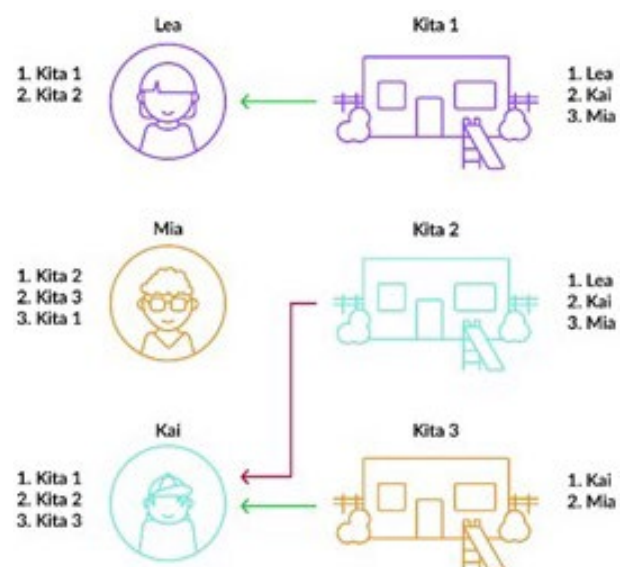 Lea
1. Kita 1
2. Kita 2
Kita 1
1. Lea
2. Kai
3. Mia
Mia
1. Kita 2
2. Kita 3
3. Kita 1
Kita 2
1. Lea
2. Kai
3. Mia
Kai
1. Kita 1
2. Kita 2
3. Kita 3
Kita 3
1. Kai
2. Mia